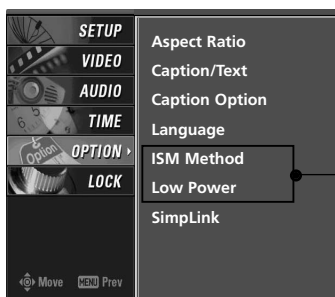 SETUP
VIDEO
AUDIO
TIME
OPTION
LOCK
Move MENU Prev
Aspect Ratio
Caption/Text
Caption Option
Language
ISM Method
Low Power
SimpLink